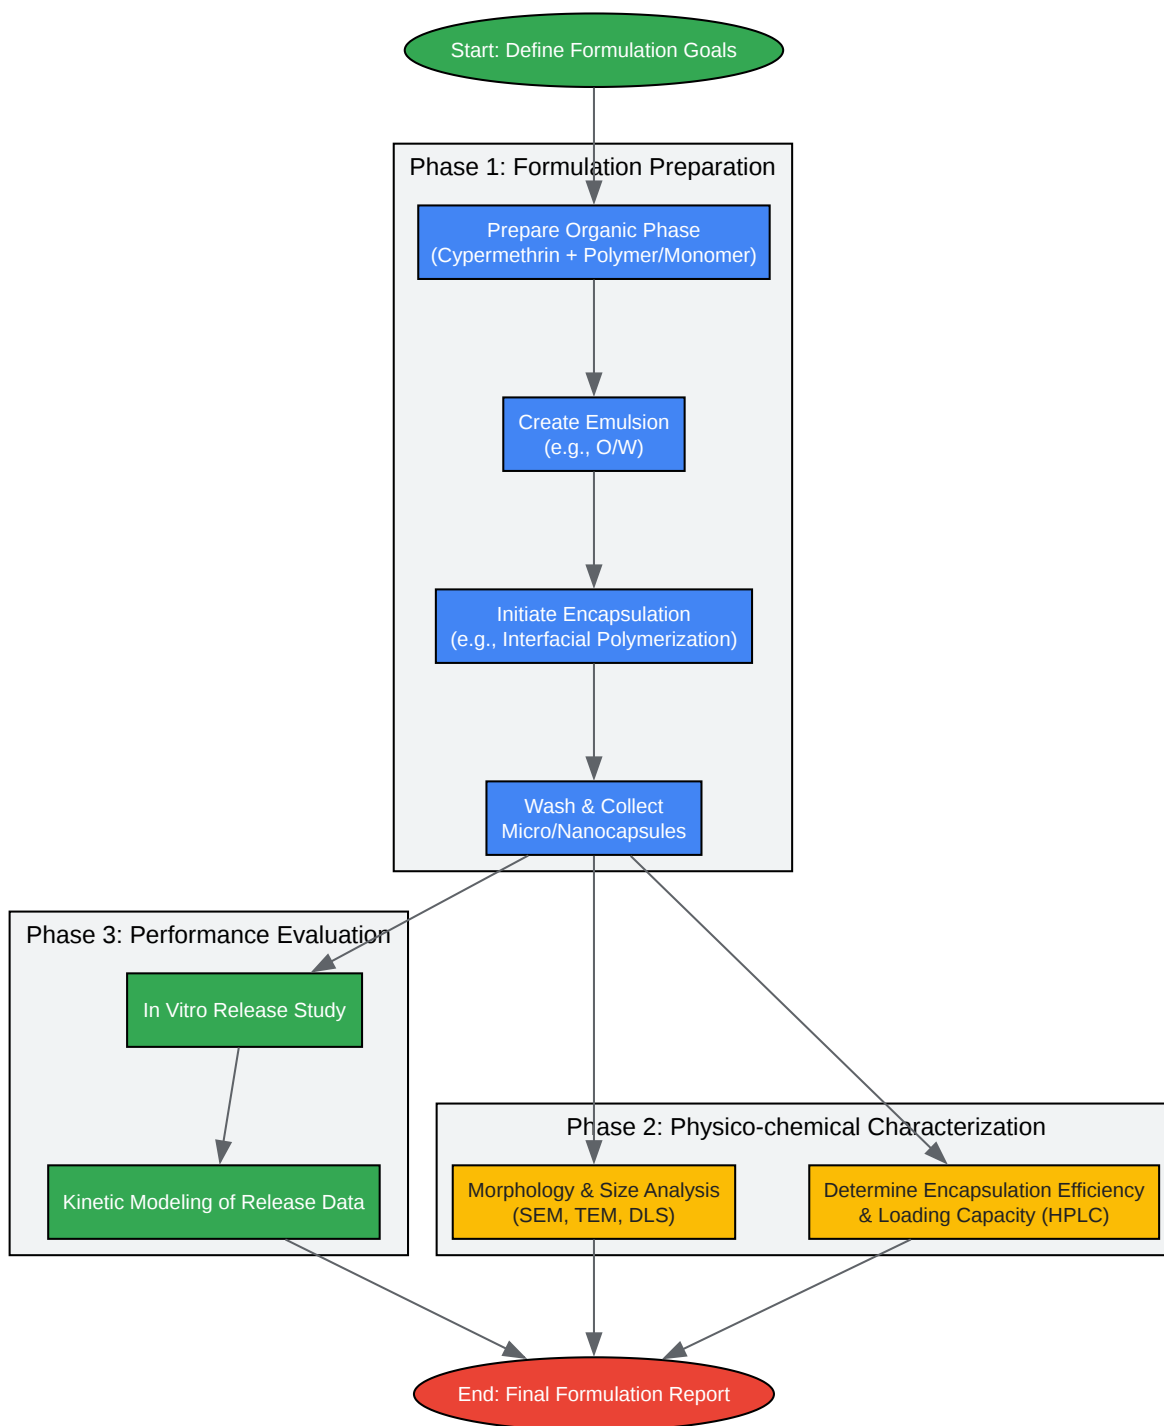 Start: Define Formulation Goals
Phase 1: Formulation Preparation
Prepare Organic Phase
(Cypermethrin + Polymer/Monomer)
Create Emulsion
(e.g., O/W)
Initiate Encapsulation
(e.g., Interfacial Polymerization)
Wash & Collect
Micro/Nanocapsules
Phase 3: Performance Evaluation
In Vitro Release Study
Kinetic Modeling of Release Data
Phase 2: Physico-chemical Characterization
Morphology & Size Analysis
(SEM, TEM, DLS)
Determine Encapsulation Efficiency
& Loading Capacity (HPLC)
End: Final Formulation Report